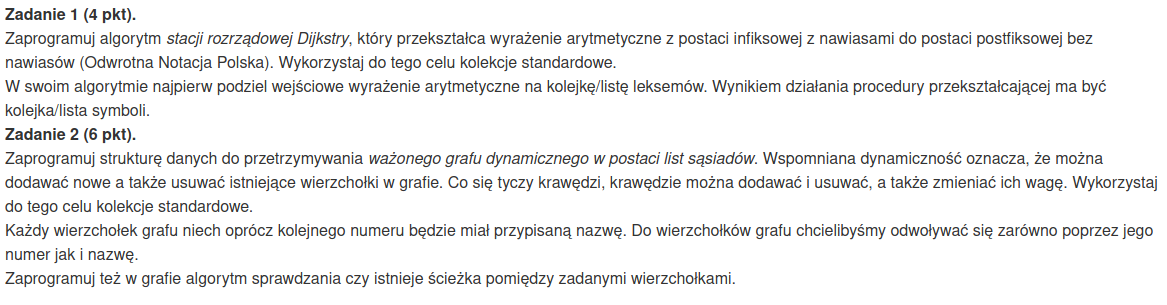 Zadanie 1 (4 pkt).
Zaprogramuj algorytm stacji rozrządowej Dijkstry, który przekształca wyrażenie arytmetyczne z postaci infiksowej z nawiasami do postaci postfiksowej bez
nawiasów (Odwrotna Notacja Polska). Wykorzystaj do tego celu kolekcje standardowe.
W swoim algorytmie najpierw podziel wejściowe wyrażenie arytmetyczne na kolejkę/listę leksemów. Wynikiem działania procedury przekształcającej ma być
kolejka/lista symboli.
Zadanie 2 (6 pkt).
Zaprogramuj strukturę danych do przetrzymywania ważonego grafu dynamicznego w postaci list sąsiadów. Wspomniana dynamiczność oznacza, że można
dodawać nowe a także usuwać istniejące wierzchołki w grafie. Co się tyczy krawędzi, krawędzie można dodawać i usuwać, a także zmieniać ich wagę. Wykorzystaj
do tego celu kolekcje standardowe.
Każdy wierzchołek grafu niech oprócz kolejnego numeru będzie miał przypisaną nazwę. Do wierzchołków grafu chcielibyśmy odwoływać się zarówno poprzez jego
numer jak i nazwę.
Zaprogramuj też w grafie algorytm sprawdzania czy istnieje ścieżka pomiędzy zadanymi wierzchołkami.